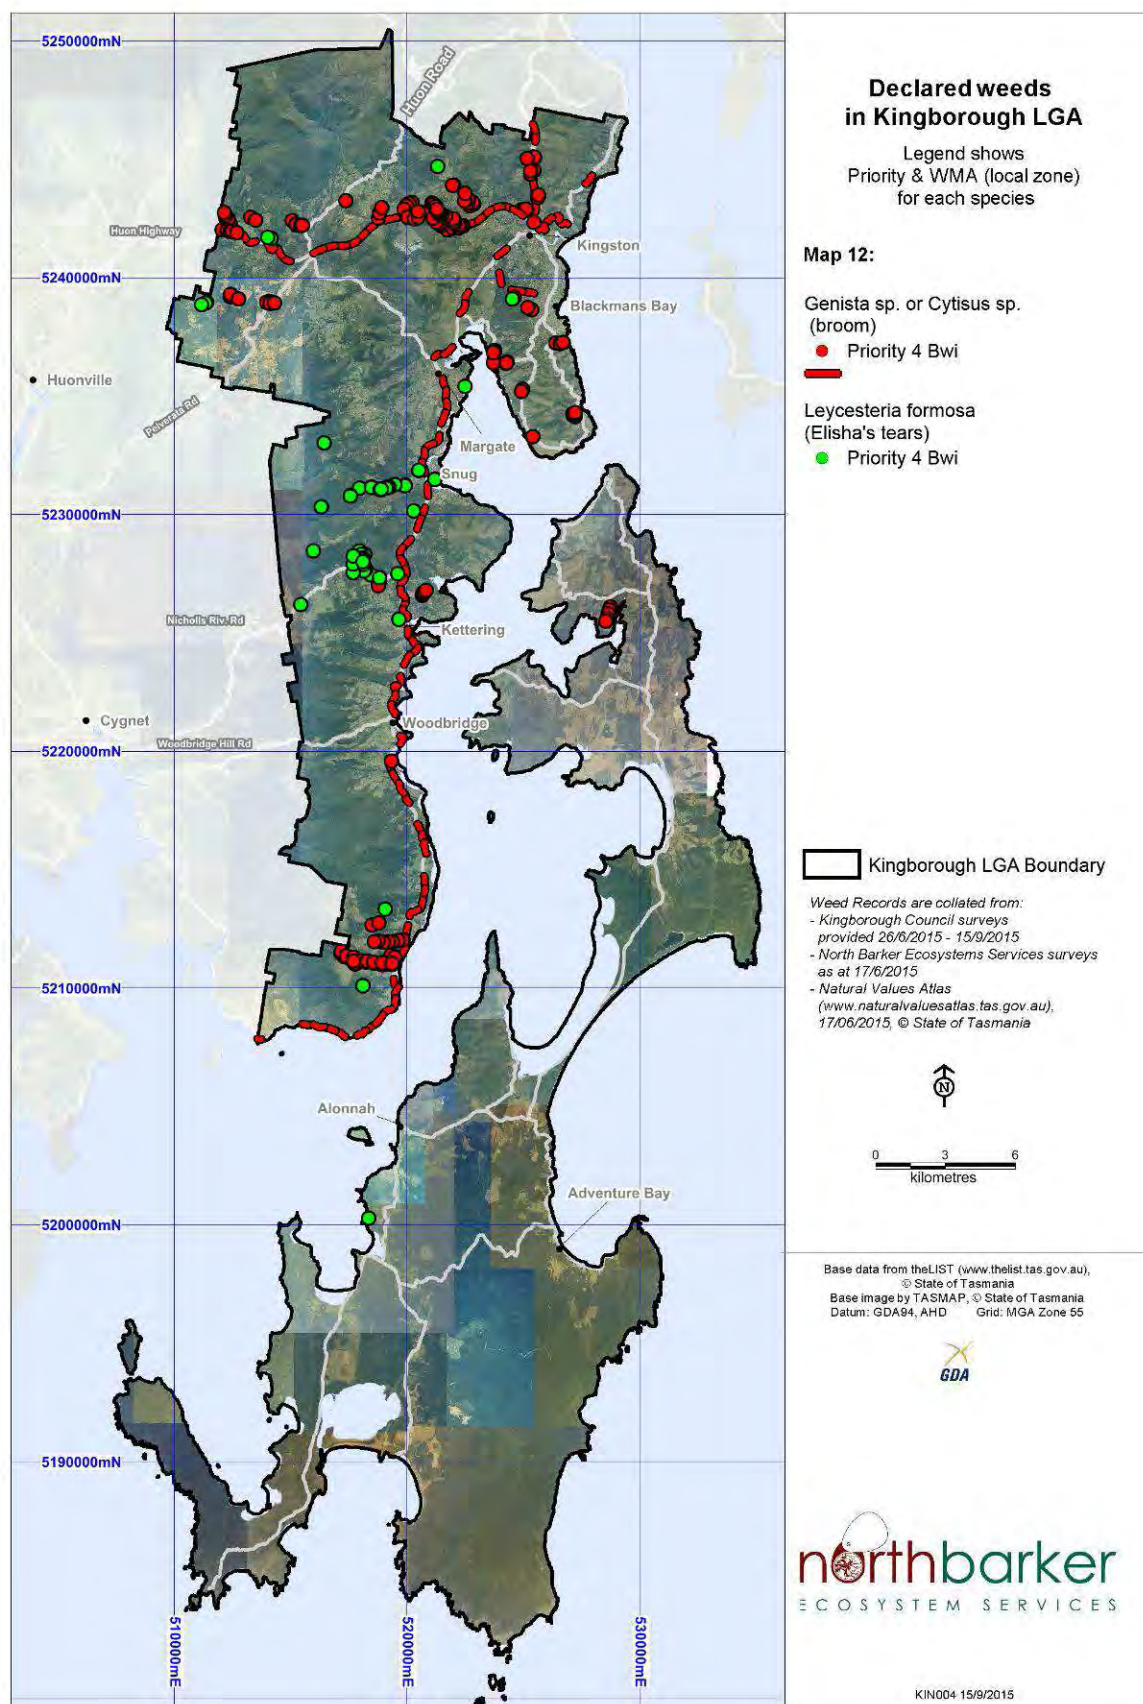 Declared weeds
in Kingborough LGA
Legend shows
Priority & WMA (local zone)
for each species
Map 12:
Genista sp. or Cytisus sp.
(broom)
Priority 4 Bwi
Leycesteria formosa
(Elisha's tears)
Priority 4 Bwi
Kingborough LGA Boundary
Weed Records are collated from:
- Kingborough Council surveys
provided 26/6/2015 - 15/9/2015
- North Barker Ecosystems Services surveys
as at 17/6/2015
- Natural Values Atlas
(www.naturalvaluesatlas.tas.gov.au),
17/06/2015, © State of Tasmania
N
0 3 6
kilometres
Base data from theLIST (www.thelist.tas.gov.au),
© State of Tasmania
Base image by TASMAP, © State of Tasmania
Datum: GDA94, AHD Grid: MGA Zone 55
GDA
northbarker
ECOSYSTEM SERVICES
KIN004 15/9/2015
5250000mN
Huon Road
Huon Highway
Kingston
5240000mN
Blackmans Bay
Huonville
Pelverata Rd
Margate
Snug
5230000mN
Nicholls Riv. Rd
Kettering
Cygnet
Woodbridge
Woodbridge Hill Rd
5220000mN
5210000mN
Alonnah
Adventure Bay
5200000mN
5190000mN
510000mE
520000mE
530000mE